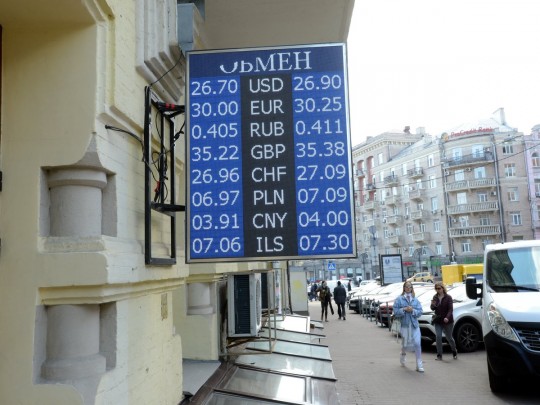 ОБМЕН
26.70 USD 26.90
30.00 EUR 30.25
0.405 RUB 0.411
35.22 GBP 35.38
26.96 CHF 27.09
06.97 PLN 07.09
03.91 CNY 04.00
07.06 ILS 07.30
ProCredit Bank